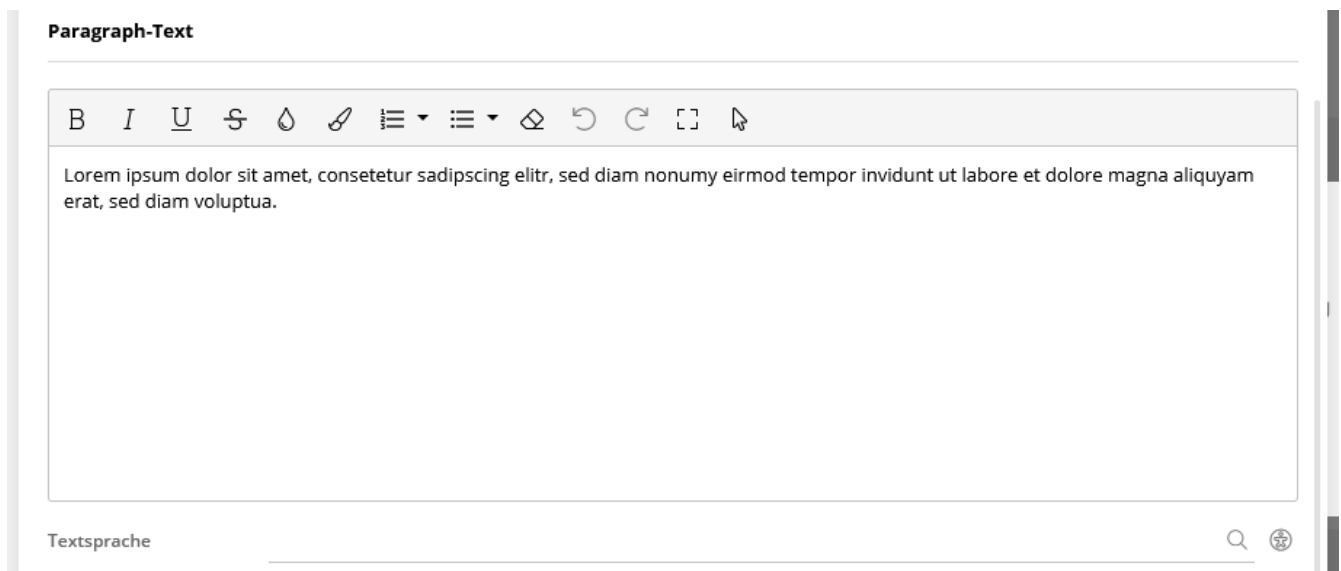 Paragraph-Text
B I U S
Lorem ipsum dolor sit amet, consetetur sadipscing elitr, sed diam nonumy eirmod tempor invidunt ut labore et dolore magna aliquyam
erat, sed diam voluptua.
Textsprache